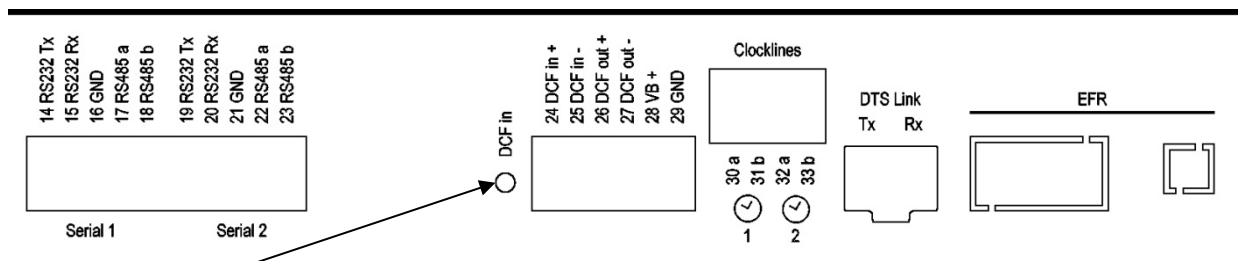 14 RS232 Tx
15 RS232 Rx
16 GND
17 RS485 a
18 RS485 b
19 RS232 Tx
20 RS232 Rx
21 GND
22 RS485 a
23 RS485 b
Serial 1
Serial 2
DCF in
24 DCF in +
25 DCF in -
26 DCF out +
27 DCF out -
28 VB +
29 GND
Clocklines
30 a
31 b
32 a
33 b
1
2
DTS Link
Tx Rx
EFR